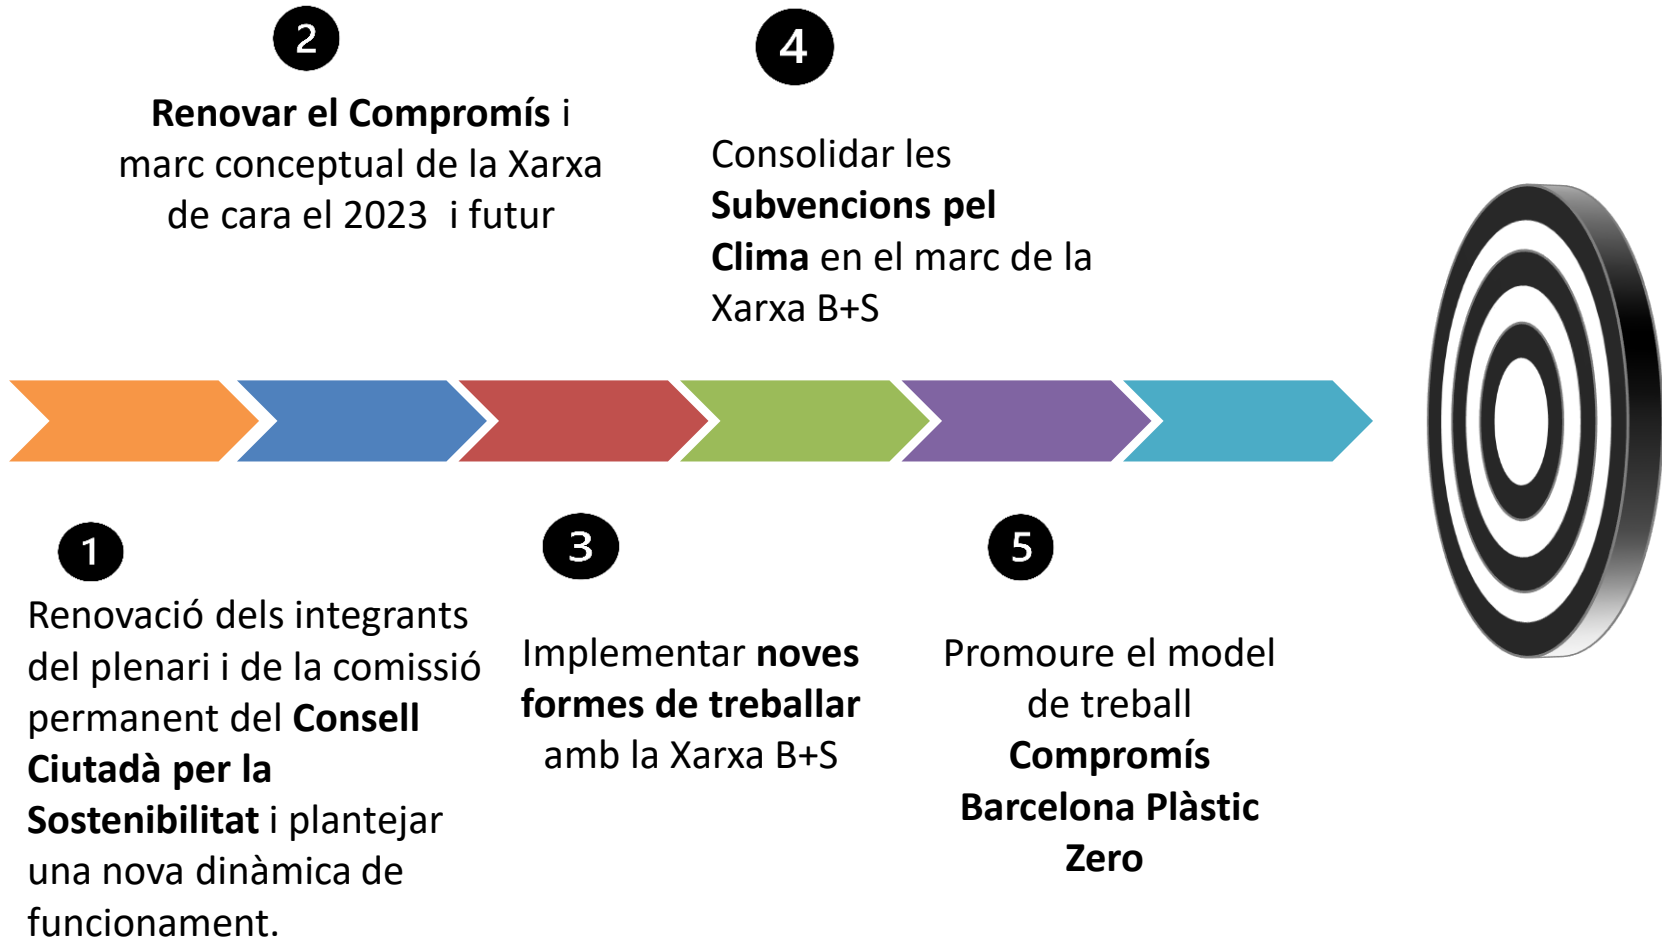 2
Renovar el Compromís i
marc conceptual de la Xarxa
de cara el 2023 i futur
4
Consolidar les
Subvencions pel
Clima en el marc de la
Xarxa B+S
1
Renovació dels integrants
del plenari i de la comissió
permanent del Consell
Ciutadà per la
Sostenibilitat i plantejar
una nova dinàmica de
funcionament.
3
Implementar noves
formes de treballar
amb la Xarxa B+S
5
Promoure el model
de treball
Compromís
Barcelona Plàstic
Zero